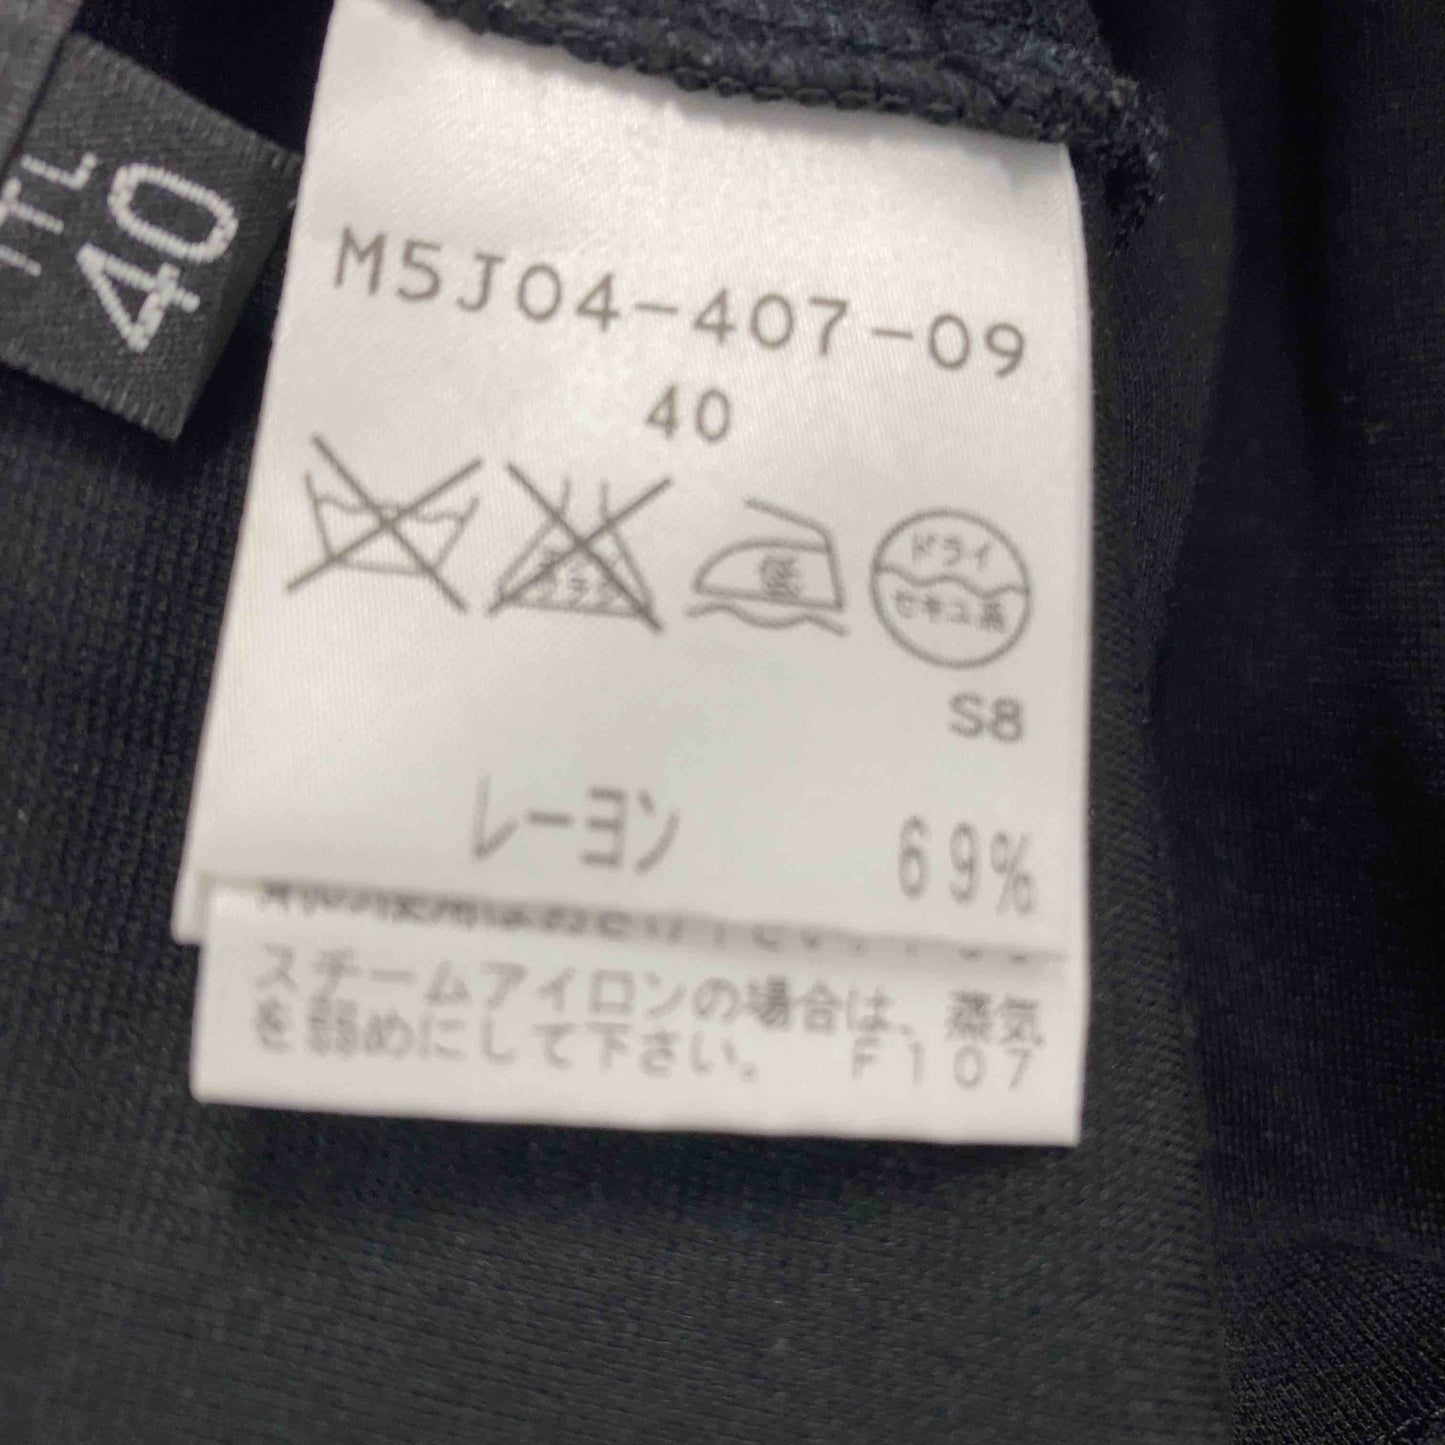 TTL
40
M5J04-407-09
40
低
ドライ
セキユ系
S8
レーヨン 69%
スチームアイロンの場合は、蒸気
を弱めにして下さい。 F107